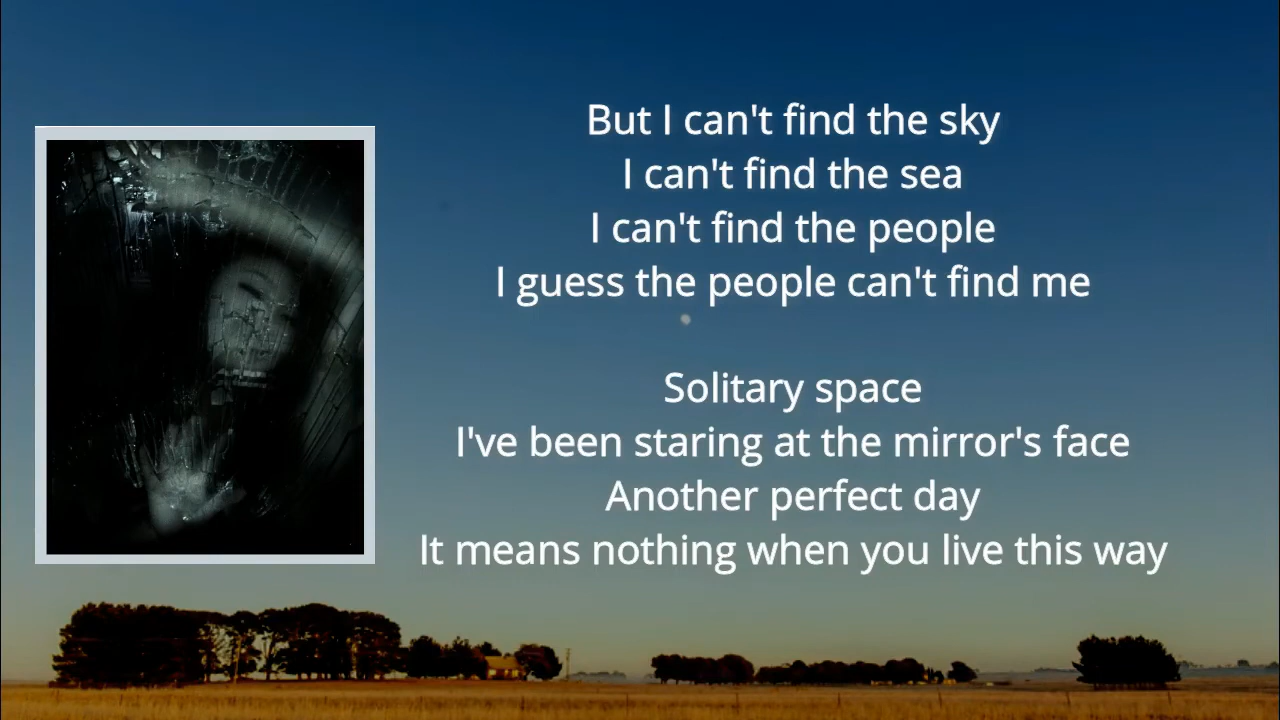 But I can't find the sky
I can't find the sea
I can't find the people
I guess the people can't find me
Solitary space
I've been staring at the mirror's face
Another perfect day
It means nothing when you live this way